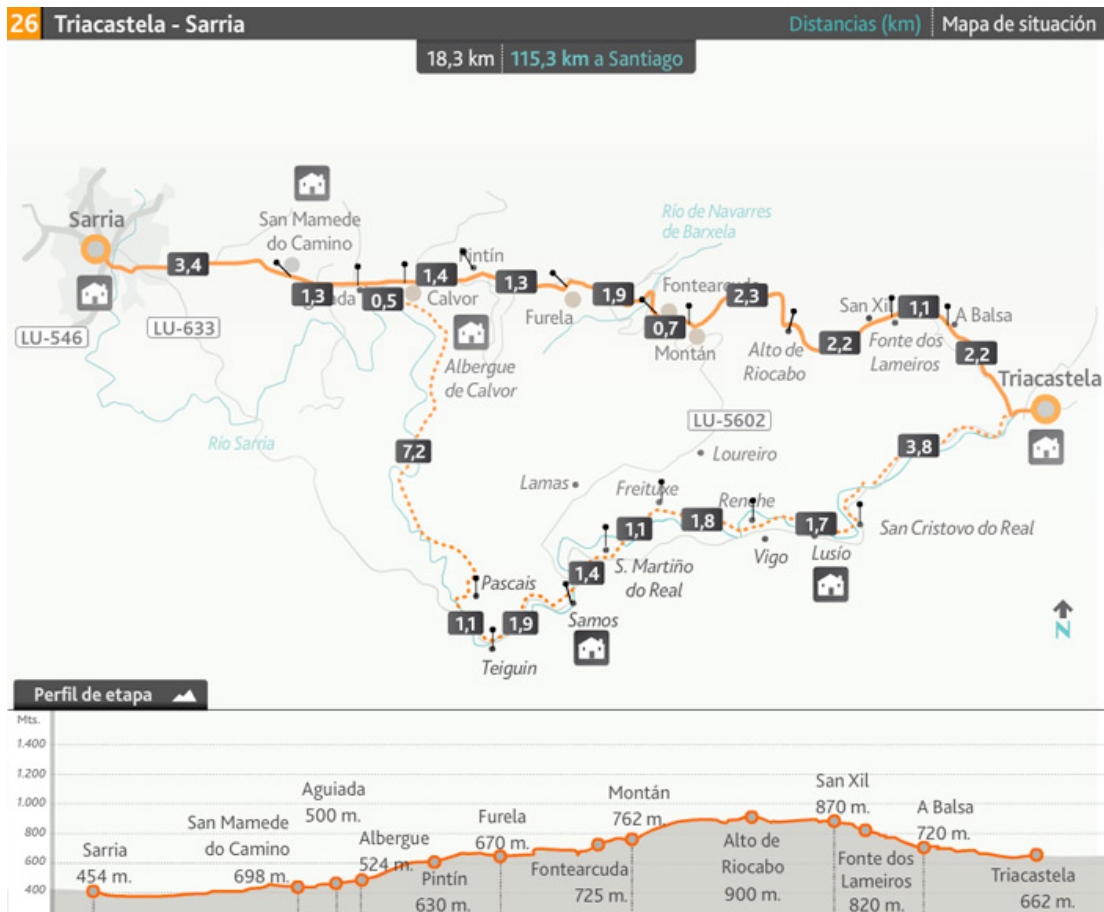 26 Triacastela - Sarria
Distancias (km) Mapa de situación
18,3 km 115,3 km a Santiago
Sarria
San Mamede
do Camino
3,4
1,3
0,5
1,4
Calvor
1,3
Furela
1,9
0,7
Montán
Río de Navarres
de Barxela
2,3
Alto de
Riocabo
2,2
San Xil
1,1
Fonte dos
Lameiros
A Balsa
2,2
Triacastela
LU-546
LU-633
Albergue
de Calvor
Río Sarria
7,2
LU-5602
Loureiro
Lamas
Freituxe
Renche
3,8
San Cristovo do Real
1,7
Lusío
Vigo
1,8
1,1
S. Martiño
do Real
1,4
Samos
1,9
Teiguin
1,1
Pascais
N
Perfil de etapa
Mts.
1.400
1.200
1.000
800
600
400
Sarria
454 m.
San Mamede
do Camino
698 m.
Aguiada
500 m.
Albergue
524 m.
Pintín
630 m.
Furela
670 m.
Fontearcuda
725 m.
Montán
762 m.
Alto de
Riocabo
900 m.
San Xil
870 m.
Fonte dos
Lameiros
820 m.
A Balsa
720 m.
Triacastela
662 m.